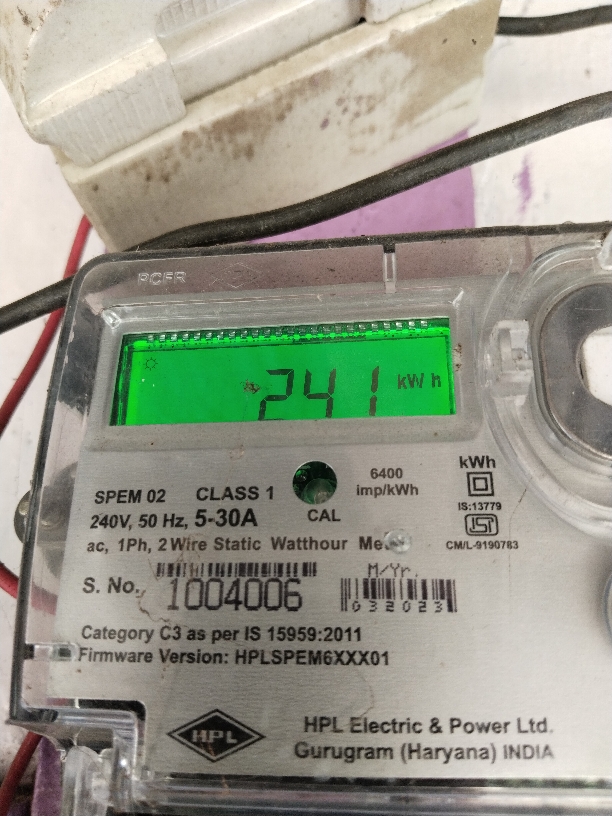 PCER
241 kWh
SPEM 02 CLASS 1
CAL
6400
imp/kWh
kWh
IS:13779
ISI
CM/L-9190783
240V, 50 Hz, 5-30A
ac, 1Ph, 2 Wire Static Watthour
S. No. 1004006
M/Yr.
032023
Category C3 as per IS 15959:2011
Firmware Version: HPLSPEM6XXX01
HPL
HPL Electric & Power Ltd.
Gurugram (Haryana) INDIA